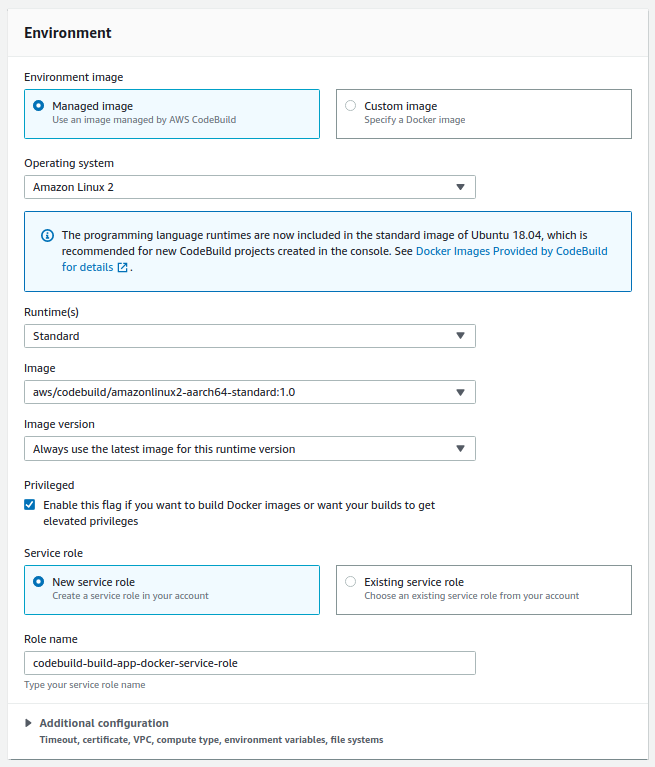 Environment
Environment image
Managed image
Use an image managed by AWS CodeBuild
Custom image
Specify a Docker image
Operating system
Amazon Linux 2
The programming language runtimes are now included in the standard image of Ubuntu 18.04, which is
recommended for new CodeBuild projects created in the console. See Docker Images Provided by CodeBuild
for details .
Runtime(s)
Standard
Image
aws/codebuild/amazonlinux2-aarch64-standard:1.0
Image version
Always use the latest image for this runtime version
Privileged
Enable this flag if you want to build Docker images or want your builds to get
elevated privileges
Service role
New service role
Create a service role in your account
Existing service role
Choose an existing service role from your account
Role name
codebuild-build-app-docker-service-role
Type your service role name
Additional configuration
Timeout, certificate, VPC, compute type, environment variables, file systems